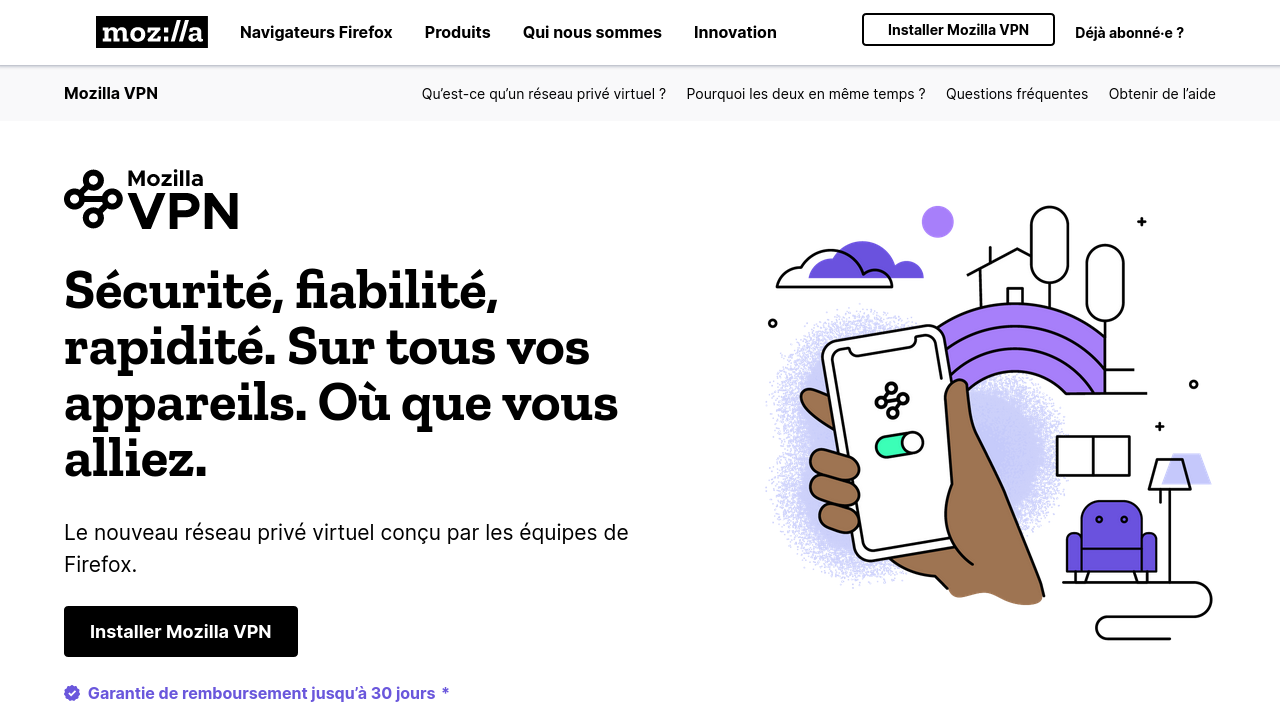 moz://a
Navigateurs Firefox
Produits
Qui nous sommes
Innovation
Installer Mozilla VPN
Déjà abonné·e ?
Mozilla VPN
Qu’est-ce qu’un réseau privé virtuel ?
Pourquoi les deux en même temps ?
Questions fréquentes
Obtenir de l’aide
Mozilla
VPN
Sécurité, fiabilité,
rapidité. Sur tous vos
appareils. Où que vous
alliez.
Le nouveau réseau privé virtuel conçu par les équipes de
Firefox.
Installer Mozilla VPN
Garantie de remboursement jusqu’à 30 jours *